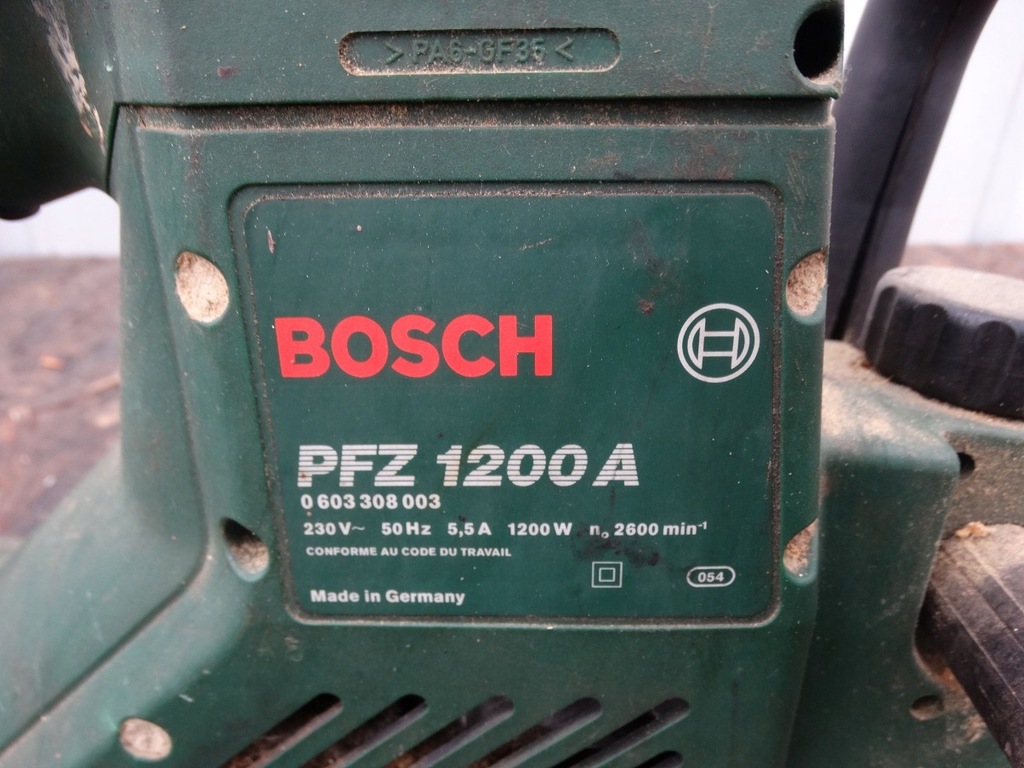 > PA6-GF35 <
BOSCH
PFZ 1200 A
0 603 308 003
230 V~ 50 Hz 5,5 A 1200 W n₀ 2600 min⁻¹
CONFORME AU CODE DU TRAVAIL
054
Made in Germany